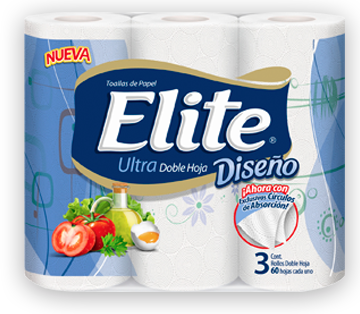 NUEVA
Toallas de Papel
Elite®
Ultra Doble Hoja
Diseño
¡Ahora con
Exclusivos Círculos
de Absorción!
3 Cont.
Rollos Doble Hoja
60 hojas cada uno